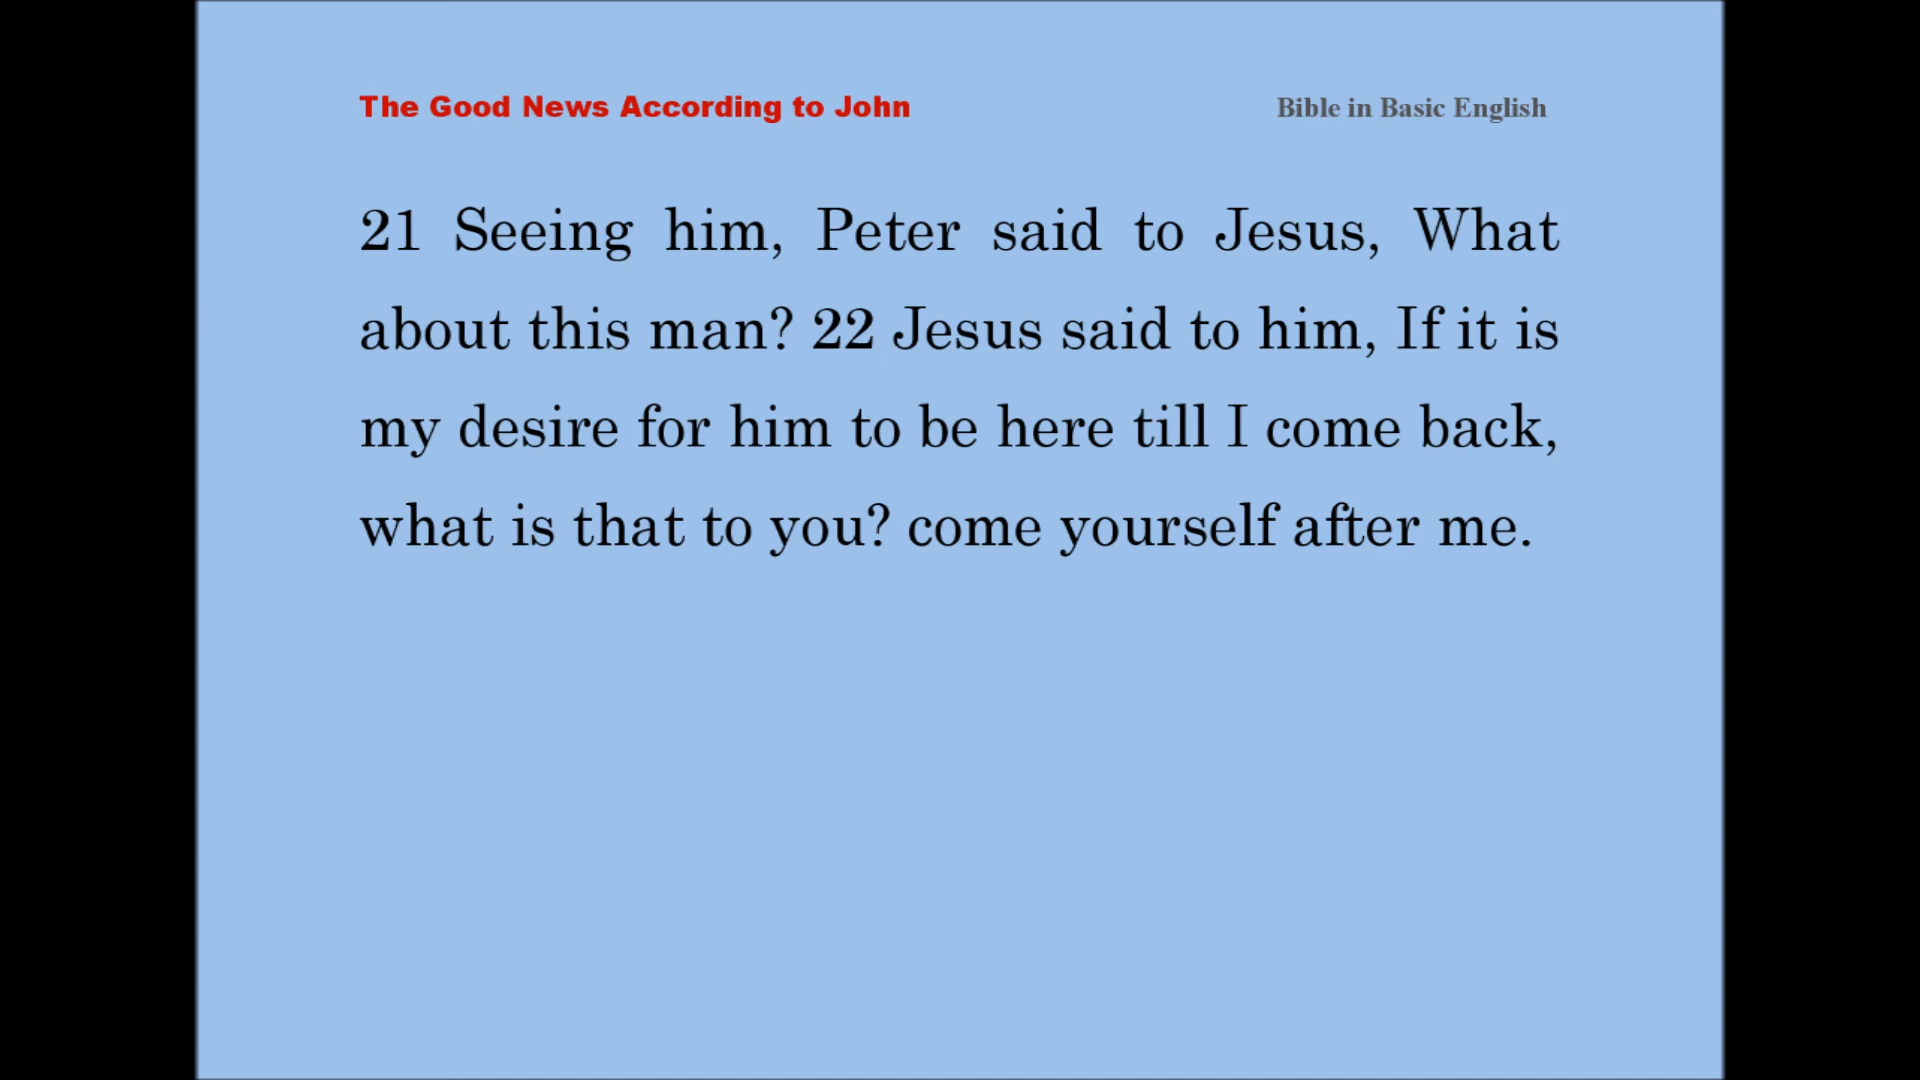 The Good News According to John
Bible in Basic English
21 Seeing him, Peter said to Jesus, What
about this man? 22 Jesus said to him, If it is
my desire for him to be here till I come back,
what is that to you? come yourself after me.